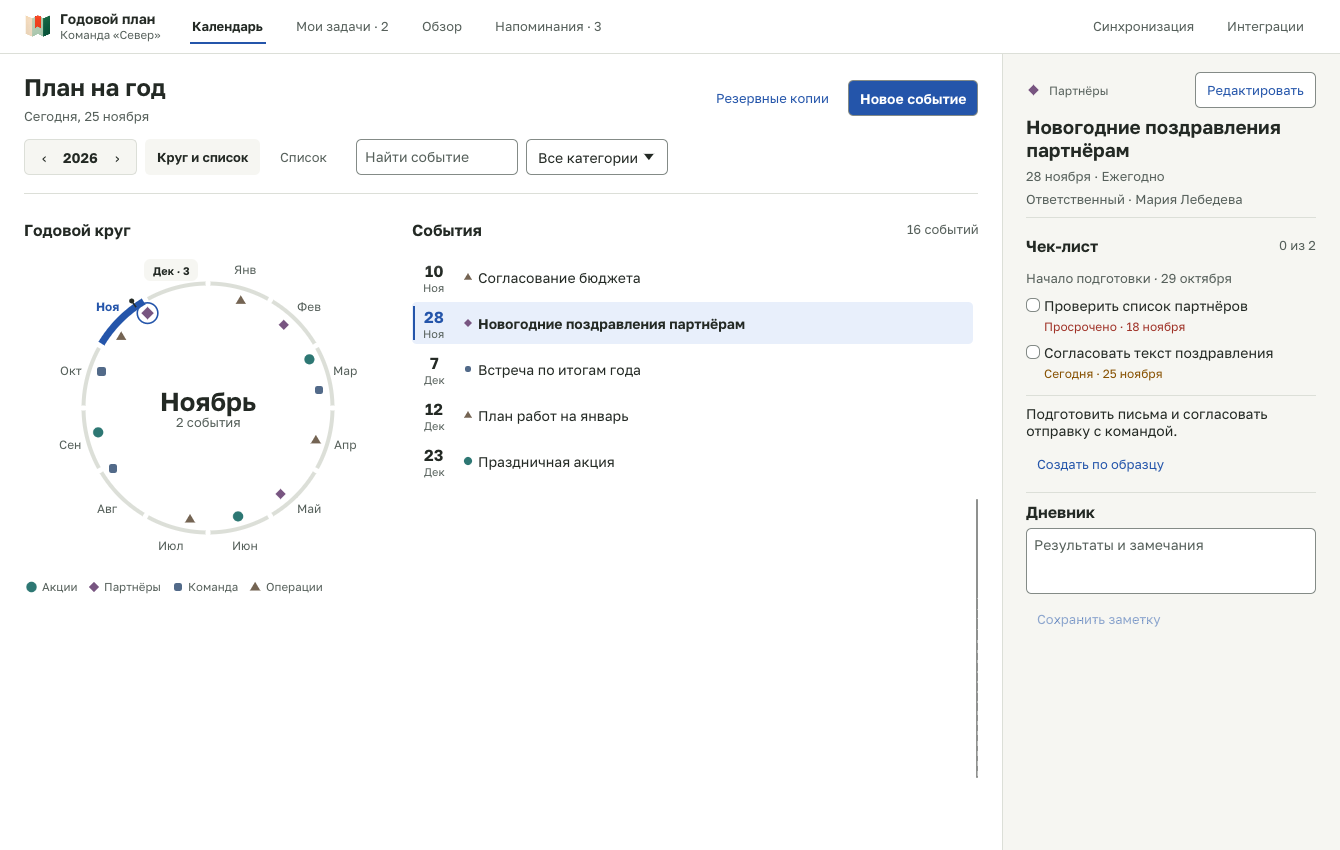 Годовой план
Команда «Север»
Календарь
Мои задачи · 2
Обзор
Напоминания · 3
Синхронизация
Интеграции
План на год
Сегодня, 25 ноября
Резервные копии
Новое событие
‹ 2026 ›
Круг и список
Список
Найти событие
Все категории
Годовой круг
Дек · 3
Янв
Ноя
Фев
Окт
Мар
Ноябрь
2 события
Сен
Апр
Авг
Май
Июл
Июн
Акции
Партнёры
Команда
Операции
События
16 событий
10
Ноя
Согласование бюджета
28
Ноя
Новогодние поздравления партнёрам
7
Дек
Встреча по итогам года
12
Дек
План работ на январь
23
Дек
Праздничная акция
Партнёры
Редактировать
Новогодние поздравления
партнёрам
28 ноября · Ежегодно
Ответственный · Мария Лебедева
Чек-лист
0 из 2
Начало подготовки · 29 октября
Проверить список партнёров
Просрочено · 18 ноября
Согласовать текст поздравления
Сегодня · 25 ноября
Подготовить письма и согласовать
отправку с командой.
Создать по образцу
Дневник
Результаты и замечания
Сохранить заметку